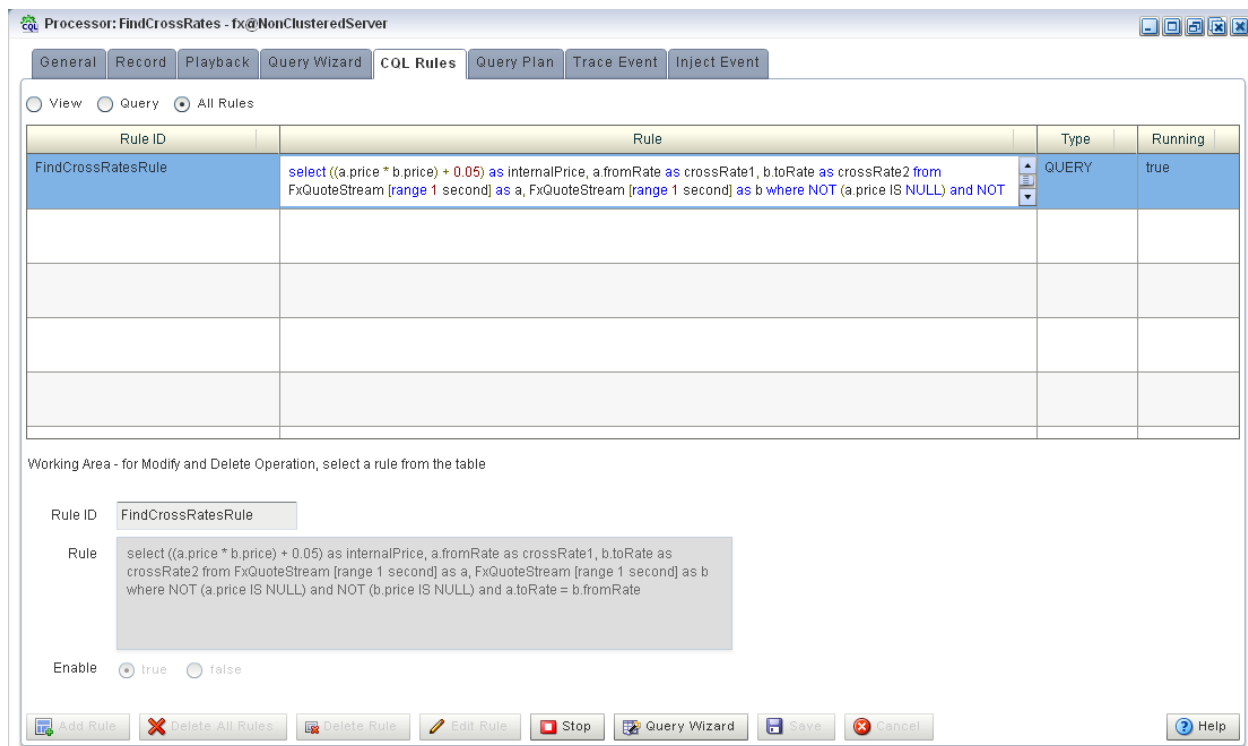 CQL Processor: FindCrossRates - fx@NonClusteredServer
General Record Playback Query Wizard CQL Rules Query Plan Trace Event Inject Event
View Query All Rules
Rule ID Rule Type Running
FindCrossRatesRule
select ((a.price * b.price) + 0.05) as internalPrice, a.fromRate as crossRate1, b.toRate as crossRate2 from
FxQuoteStream [range 1 second] as a, FxQuoteStream [range 1 second] as b where NOT (a.price IS NULL) and NOT
QUERY
true
Working Area - for Modify and Delete Operation, select a rule from the table
Rule ID FindCrossRatesRule
Rule
select ((a.price * b.price) + 0.05) as internalPrice, a.fromRate as crossRate1, b.toRate as
crossRate2 from FxQuoteStream [range 1 second] as a, FxQuoteStream [range 1 second] as b
where NOT (a.price IS NULL) and NOT (b.price IS NULL) and a.toRate = b.fromRate
Enable true false
Add Rule Delete All Rules Delete Rule Edit Rule Stop Query Wizard Save Cancel Help